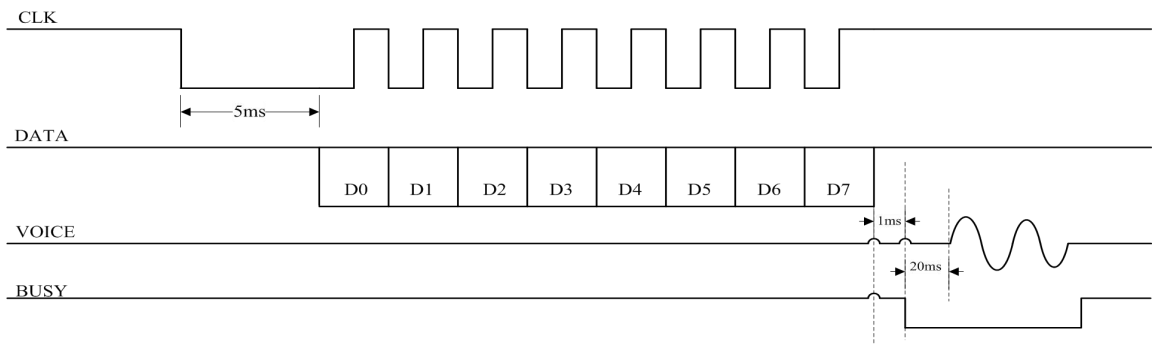 CLK
5ms
DATA
D0 D1 D2 D3 D4 D5 D6 D7
1ms
VOICE
20ms
BUSY